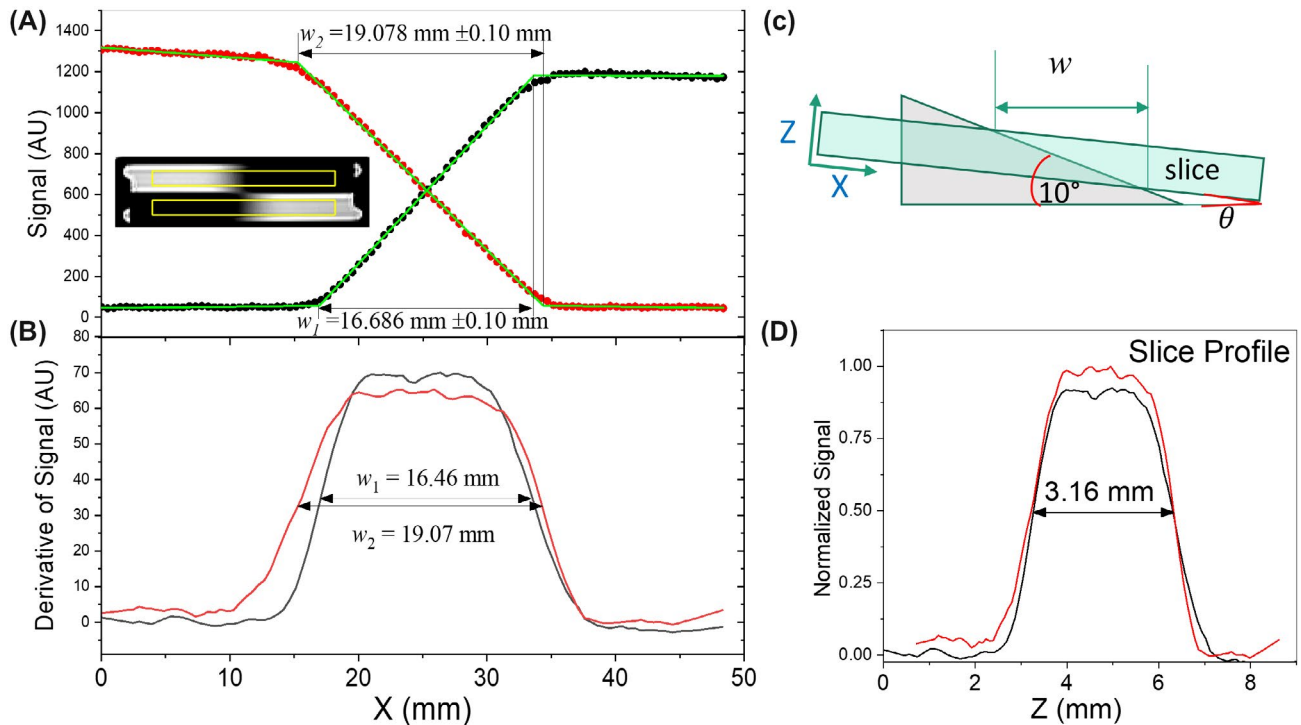 (A)
1400
1200
1000
800
600
400
200
0
Signal (AU)
w2 =19.078 mm ±0.10 mm
w1 =16.686 mm ±0.10 mm
(B)
80
70
60
50
40
30
20
10
0
Derivative of Signal (AU)
w1 = 16.46 mm
w2 = 19.07 mm
0 10 20 30 40 50
X (mm)
(c)
w
Z
X
10°
slice
θ
(D)
Slice Profile
1.00
0.75
0.50
0.25
0.00
Normalized Signal
3.16 mm
0 2 4 6 8
Z (mm)